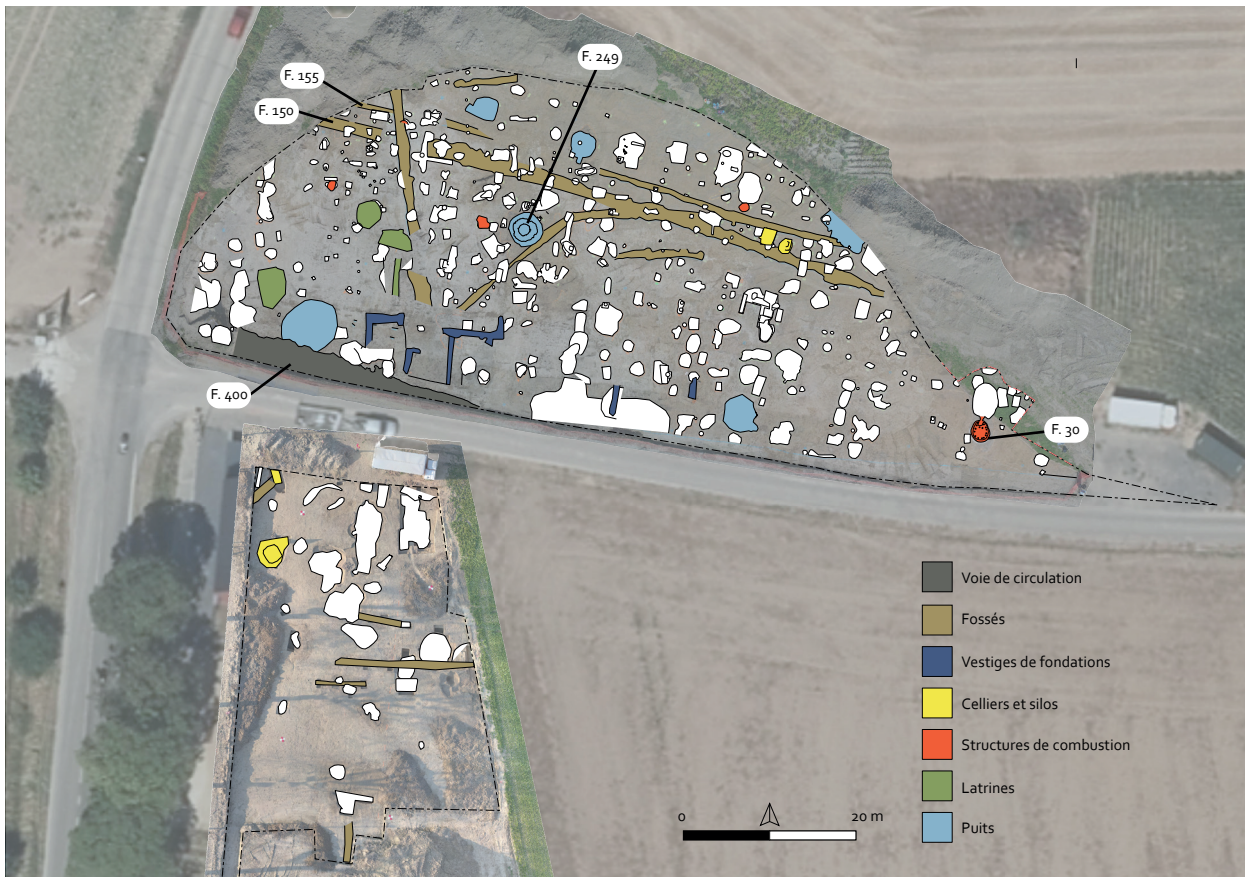 F. 249
F. 155
F. 150
F. 400
F. 30
Voie de circulation
Fossés
Vestiges de fondations
Celliers et silos
Structures de combustion
Latrines
Puits
0 20 m